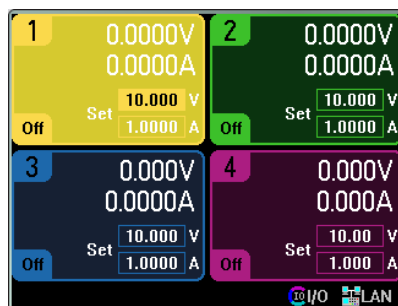 1 0.0000V
0.0000A
Set 10.000 V
Off 1.0000 A
2 0.0000V
0.0000A
Set 10.000 V
Off 1.0000 A
3 0.000V
0.0000A
Set 10.000 V
Off 1.0000 A
4 0.000V
0.000A
Set 10.00 V
Off 1.000 A
IO I/O LAN